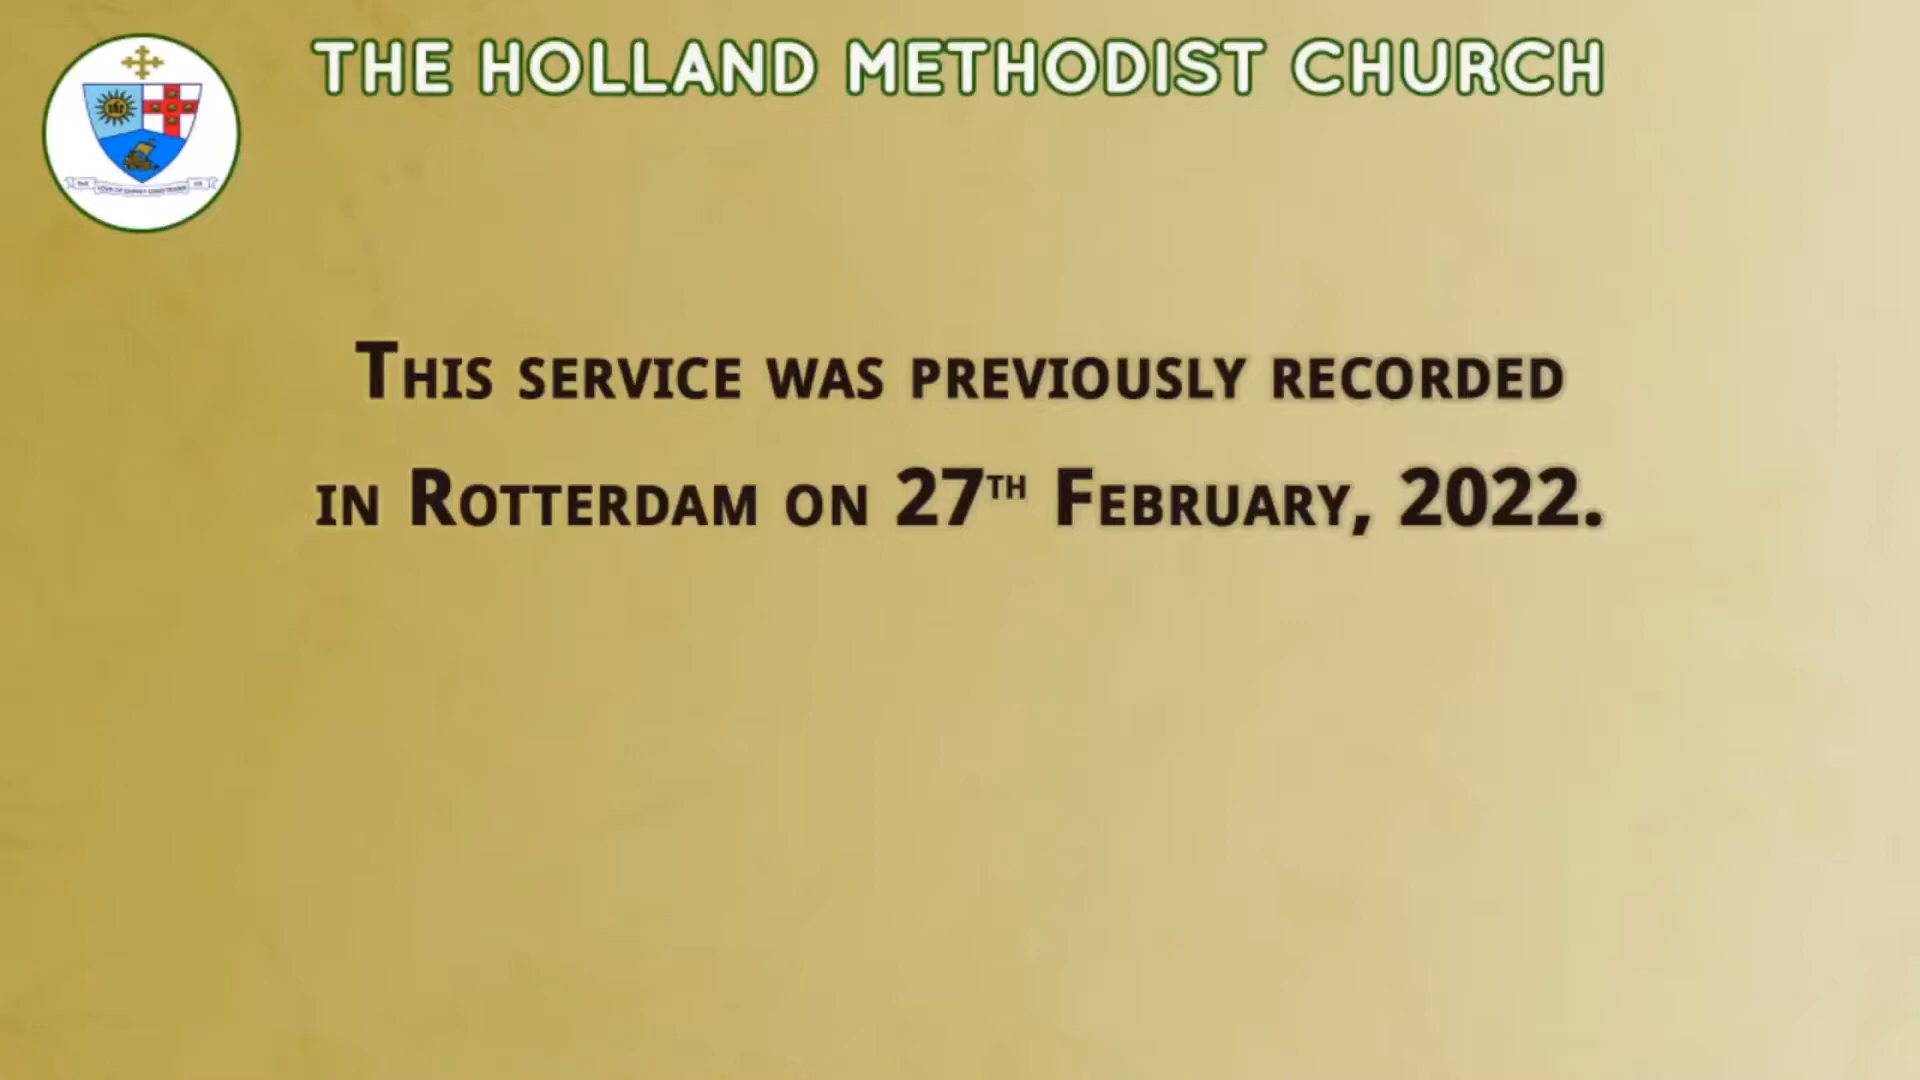 THE HOLLAND METHODIST CHURCH
THIS SERVICE WAS PREVIOUSLY RECORDED
IN ROTTERDAM ON 27TH FEBRUARY, 2022.